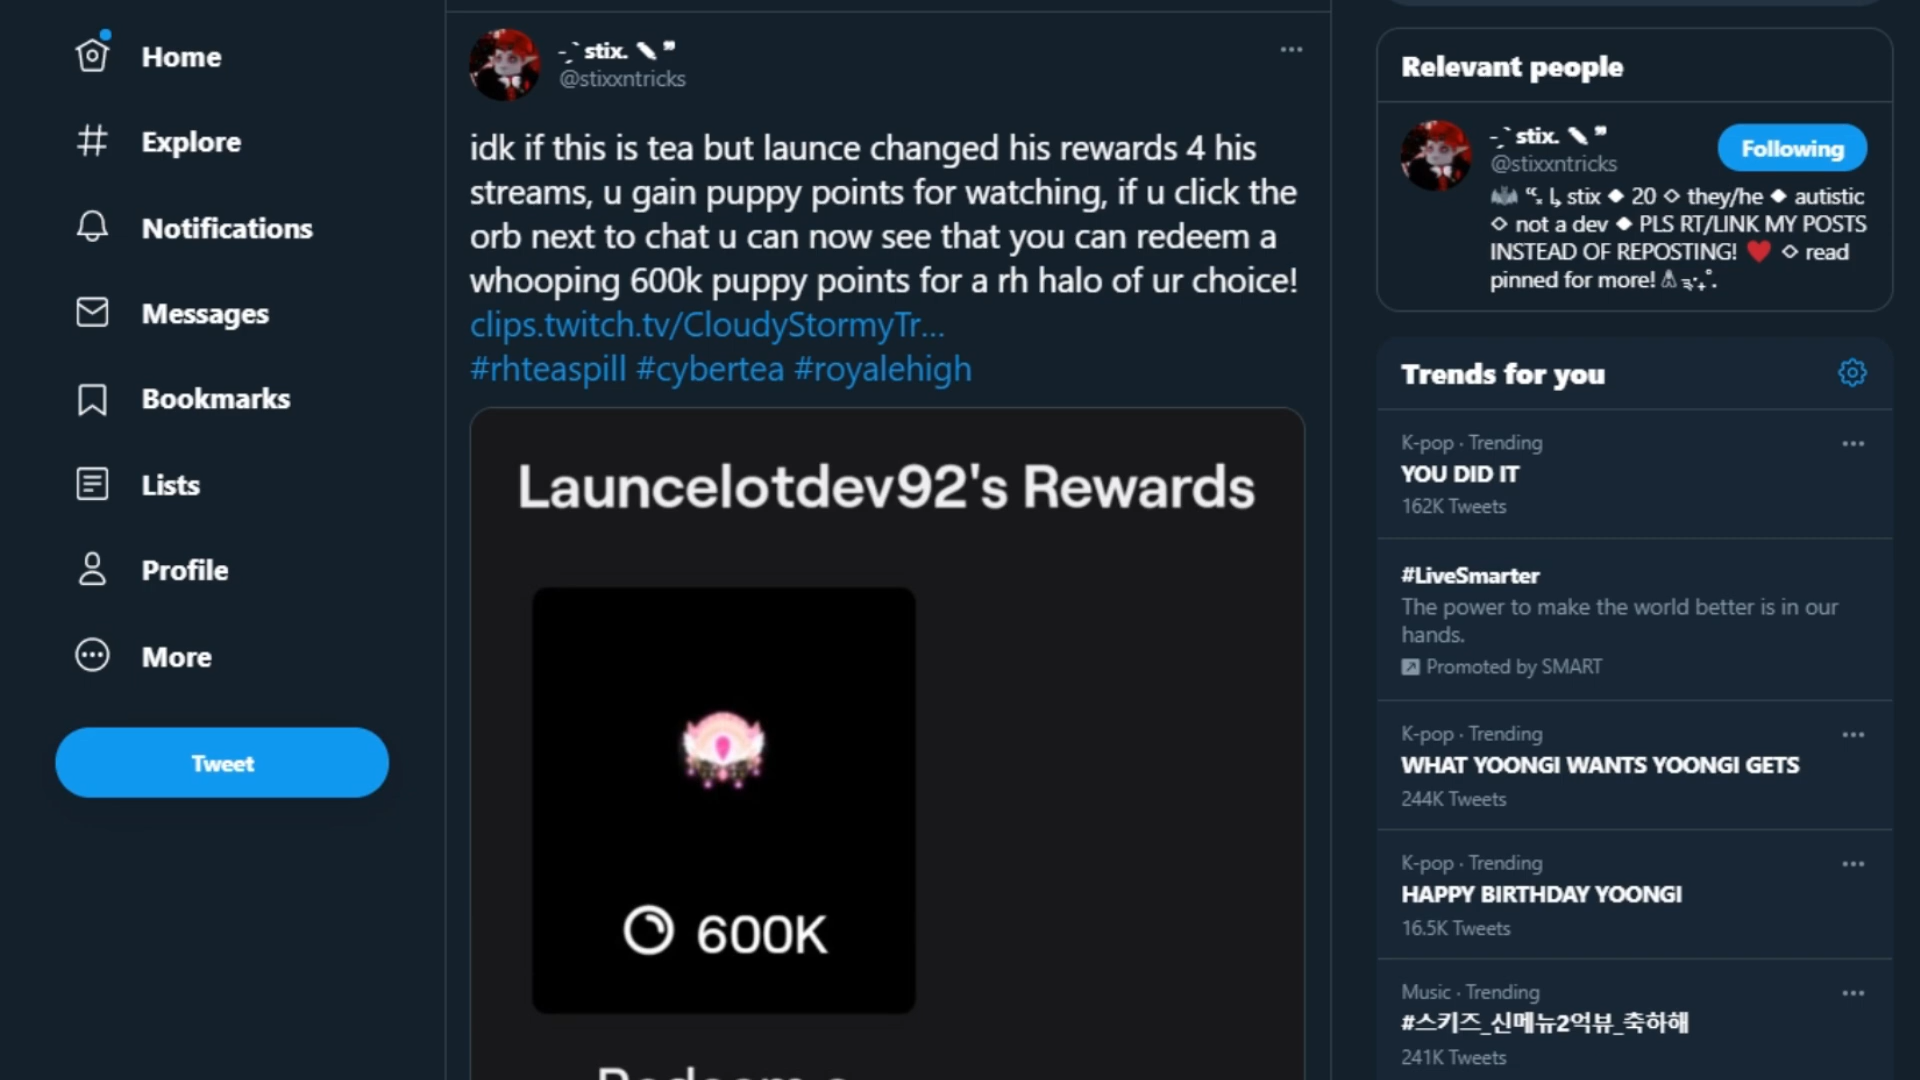 Home
Explore
Notifications
Messages
Bookmarks
Lists
Profile
More
Tweet
stix.
@stixxntricks
idk if this is tea but launce changed his rewards 4 his
streams, u gain puppy points for watching, if u click the
orb next to chat u can now see that you can redeem a
whooping 600k puppy points for a rh halo of ur choice!
clips.twitch.tv/CloudyStormyTr...
#rhteaspill #cybertea #royalehigh
Launcelotdev92's Rewards
600K
Relevant people
stix.
@stixxntricks
Following
stix ◆ 20 ◇ they/he ◆ autistic
◇ not a dev ◆ PLS RT/LINK MY POSTS
INSTEAD OF REPOSTING! ♥ ◇ read
pinned for more!
Trends for you
K-pop · Trending
YOU DID IT
162K Tweets
#LiveSmarter
The power to make the world better is in our
hands.
Promoted by SMART
K-pop · Trending
WHAT YOONGI WANTS YOONGI GETS
244K Tweets
K-pop · Trending
HAPPY BIRTHDAY YOONGI
16.5K Tweets
Music · Trending
#스키즈_신메뉴2억뷰_축하해
241K Tweets